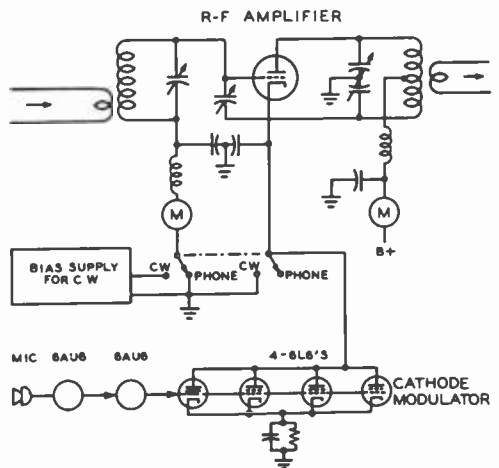 R-F AMPLIFIER
M
M
B+
BIAS SUPPLY
FOR C W
CW
PHONE
CW
PHONE
MIC 6AU6 6AU6
4-6L6'S
CATHODE
MODULATOR